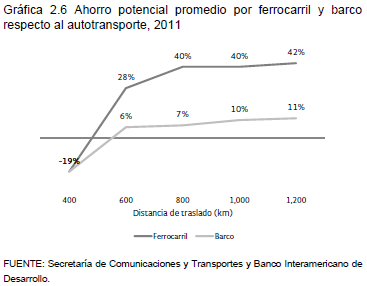 Gráfica 2.6 Ahorro potencial promedio por ferrocarril y barco
respecto al autotransporte, 2011
40% 40% 42%
28%
6% 7% 10% 11%
-19%
400 600 800 1,000 1,200
Distancia de traslado (km)
Ferrocarril Barco
FUENTE: Secretaría de Comunicaciones y Transportes y Banco Interamericano de
Desarrollo.